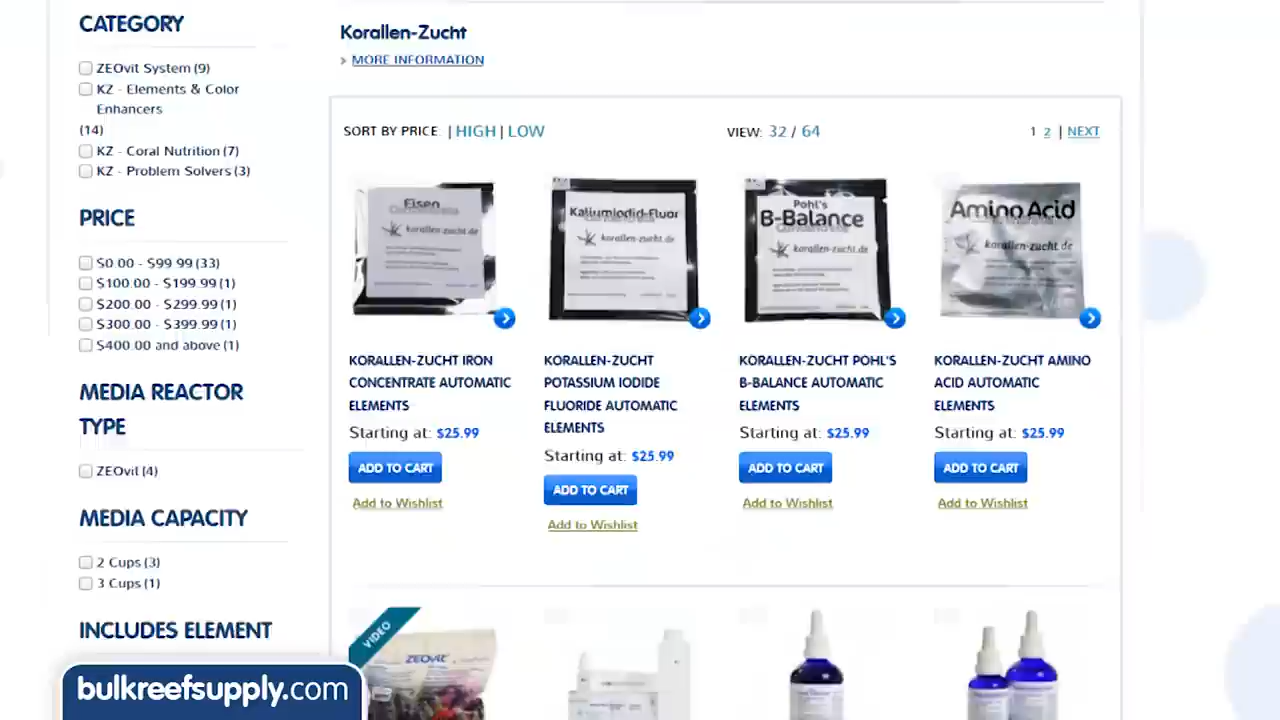 CATEGORY
ZEOvit System (9)
KZ - Elements & Color
Enhancers
(14)
KZ - Coral Nutrition (7)
KZ - Problem Solvers (3)
PRICE
$0.00 - $99.99 (33)
$100.00 - $199.99 (1)
$200.00 - $299.99 (1)
$300.00 - $399.99 (1)
$400.00 and above (1)
MEDIA REACTOR
TYPE
ZEOvit (4)
MEDIA CAPACITY
2 Cups (3)
3 Cups (1)
INCLUDES ELEMENT
bulkreefsupply.com
Korallen-Zucht
> MORE INFORMATION
SORT BY PRICE: | HIGH | LOW
VIEW: 32 / 64
1 2 | NEXT
Eisen
korallen-zucht.de
Kaliumiodid-Fluor
korallen-zucht.de
Pohl's
B-Balance
korallen-zucht.de
Amino Acid
korallen-zucht.de
KORALLEN-ZUCHT IRON
CONCENTRATE AUTOMATIC
ELEMENTS
Starting at: $25.99
ADD TO CART
Add to Wishlist
KORALLEN-ZUCHT
POTASSIUM IODIDE
FLUORIDE AUTOMATIC
ELEMENTS
Starting at: $25.99
ADD TO CART
Add to Wishlist
KORALLEN-ZUCHT POHL'S
B-BALANCE AUTOMATIC
ELEMENTS
Starting at: $25.99
ADD TO CART
Add to Wishlist
KORALLEN-ZUCHT AMINO
ACID AUTOMATIC
ELEMENTS
Starting at: $25.99
ADD TO CART
Add to Wishlist
VIDEO
ZEOvit